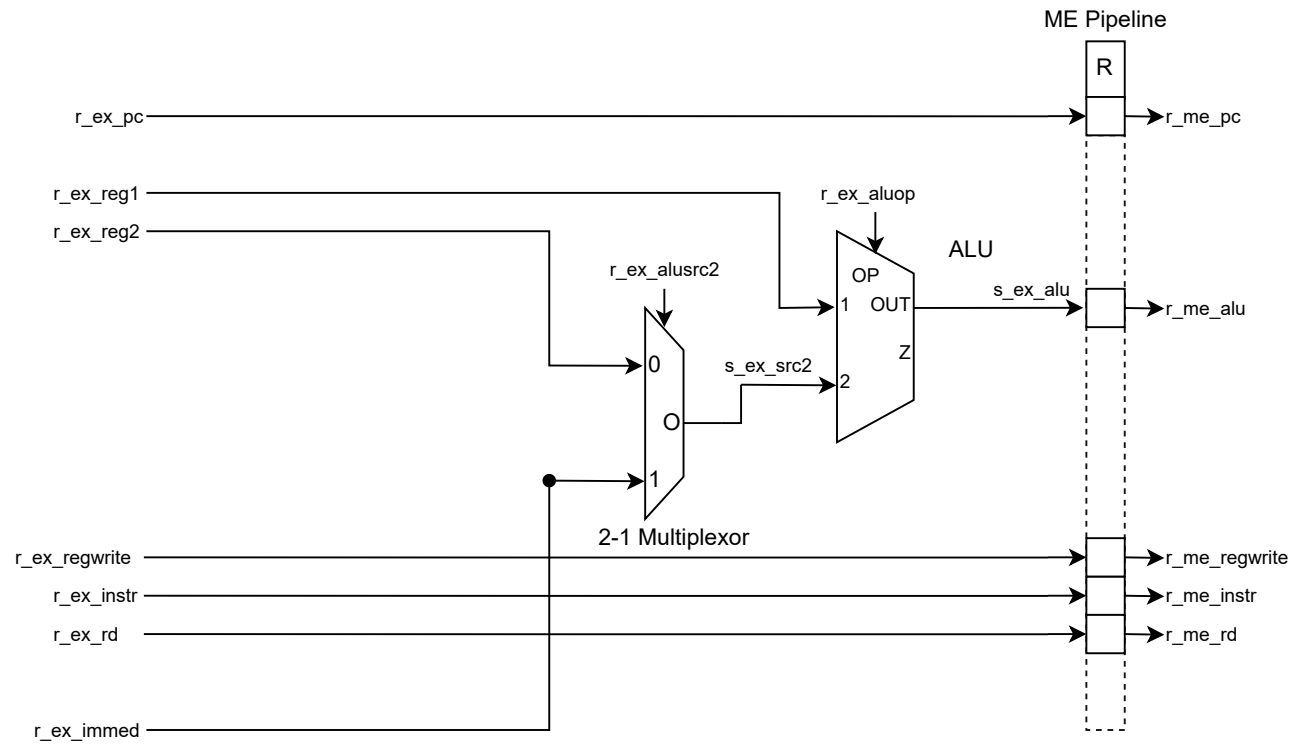 ME Pipeline
R
r_ex_pc
r_me_pc
r_ex_reg1
r_ex_aluop
r_ex_reg2
ALU
r_ex_alusrc2
OP
s_ex_alu
1
OUT
r_me_alu
Z
0
s_ex_src2
2
O
1
2-1 Multiplexor
r_ex_regwrite
r_me_regwrite
r_ex_instr
r_me_instr
r_ex_rd
r_me_rd
r_ex_immed